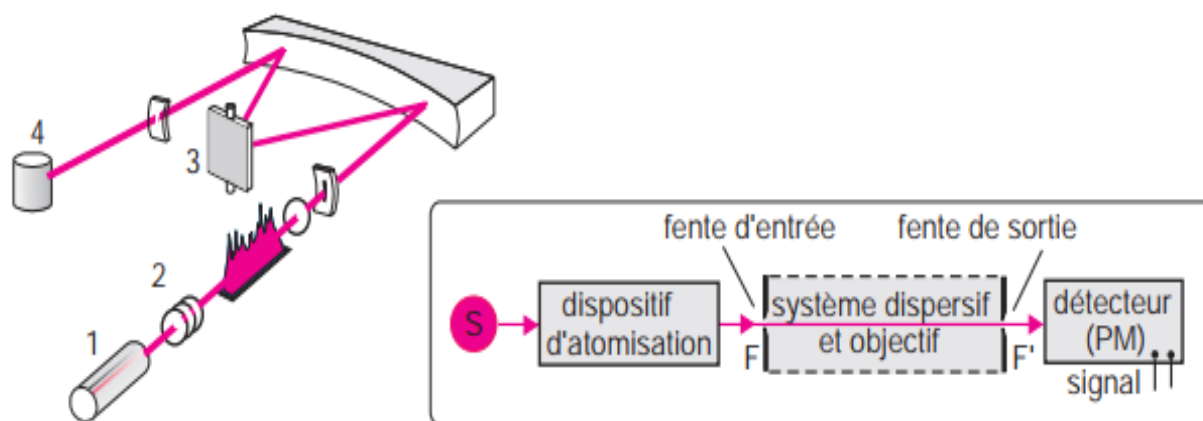 4
3
2
1
fente d'entrée
fente de sortie
S
dispositif
d'atomisation
F
système dispersif
et objectif
F'
détecteur
(PM)
signal